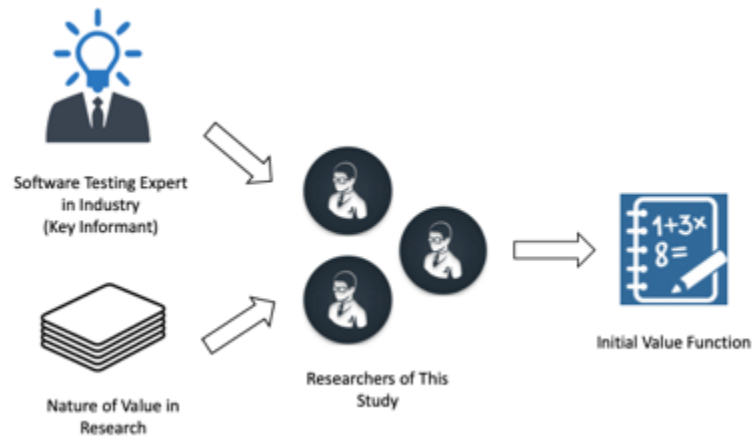 Software Testing Expert
in Industry
(Key Informant)
1+3×
8=
Nature of Value in
Research
Researchers of This
Study
Initial Value Function